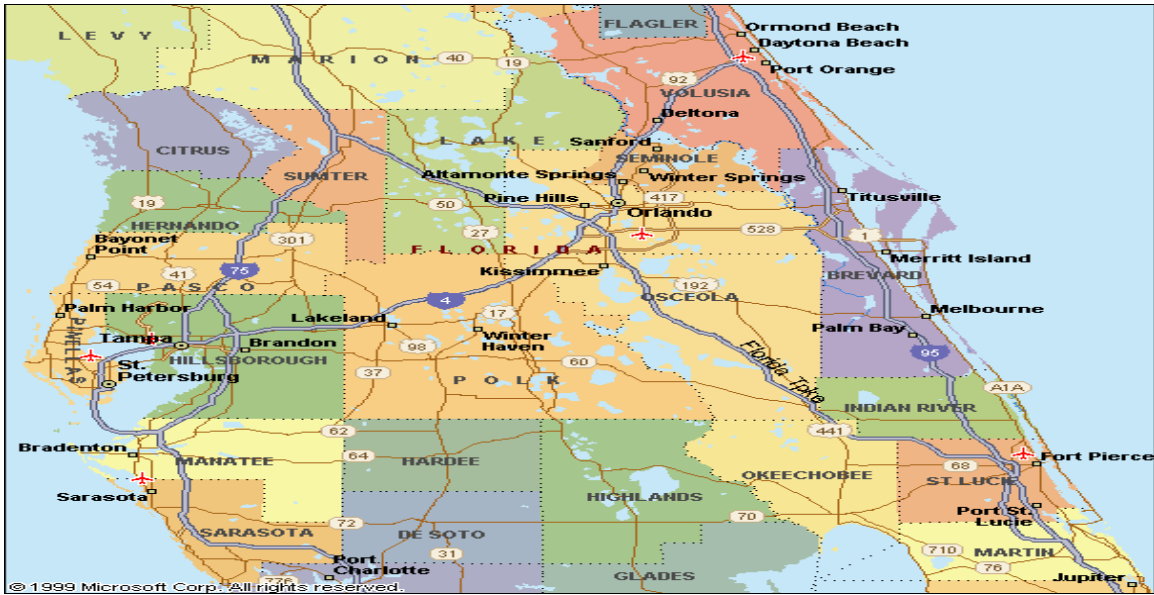 FLAGLER
Ormond Beach
LEVY
Daytona Beach
MARION
40
19
Port Orange
92
VOLUSIA
Deltona
LAKE
Sanford
CITRUS
SEMINOLE
SUMTER
Altamonte Springs
Winter Springs
19
50
Pine Hills
417
Titusville
Orlando
HERNANDO
27
528
1
Bayonet
Point
301
FLORIDA
Merritt Island
41
75
Kissimmee
BREVARD
54
PASCO
192
OSCEOLA
4
Palm Harbor
17
Melbourne
PINELLAS
Lakeland
Tampa
Brandon
98
Winter
Haven
Palm Bay
HILLSBOROUGH
95
St.
Petersburg
37
POLK
60
Florida Tpke
A1A
INDIAN RIVER
62
441
Bradenton
MANATEE
64
HARDEE
Fort Pierce
68
OKEECHOBEE
ST LUCIE
Sarasota
HIGHLANDS
Port St.
Lucie
72
70
SARASOTA
DE SOTO
31
710
MARTIN
Port
Charlotte
76
GLADES
776
Jupiter
© 1999 Microsoft Corp. All rights reserved.